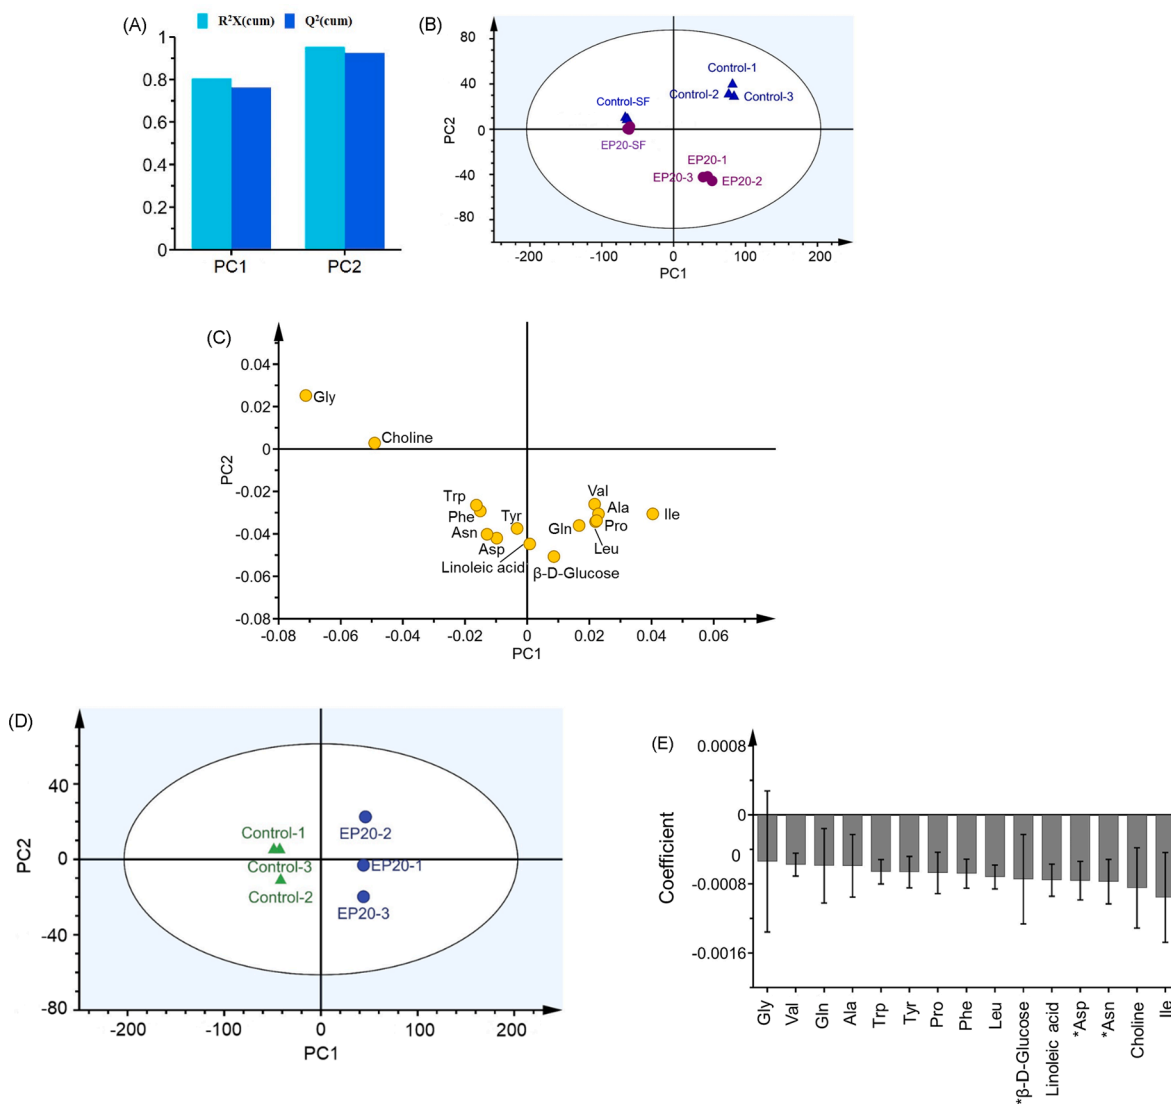 (A)
R²X(cum) Q²(cum)
1
0.8
0.6
0.4
0.2
0
PC1 PC2
(B)
80
40
0
-40
-80
PC2
Control-1
Control-2 Control-3
Control-SF
EP20-SF
EP20-1
EP20-3 EP20-2
-200 -100 0 100 200
PC1
(C)
0.04
0.02
0
-0.02
-0.04
-0.06
-0.08
PC2
Gly
Choline
Trp
Phe
Asn
Asp
Tyr
Linoleic acid
β-D-Glucose
Gln
Val
Ala
Pro
Leu
Ile
-0.08 -0.06 -0.04 -0.02 0 0.02 0.04 0.06
PC1
(D)
40
0
-40
-80
PC2
Control-1
Control-3
Control-2
EP20-2
EP20-1
EP20-3
-200 -100 0 100 200
PC1
(E)
0.0008
0
0
-0.0008
-0.0016
Coefficient
Gly
Val
Gln
Ala
Trp
Tyr
Pro
Phe
Leu
*β-D-Glucose
Linoleic acid
*Asp
*Asn
Choline
Ile